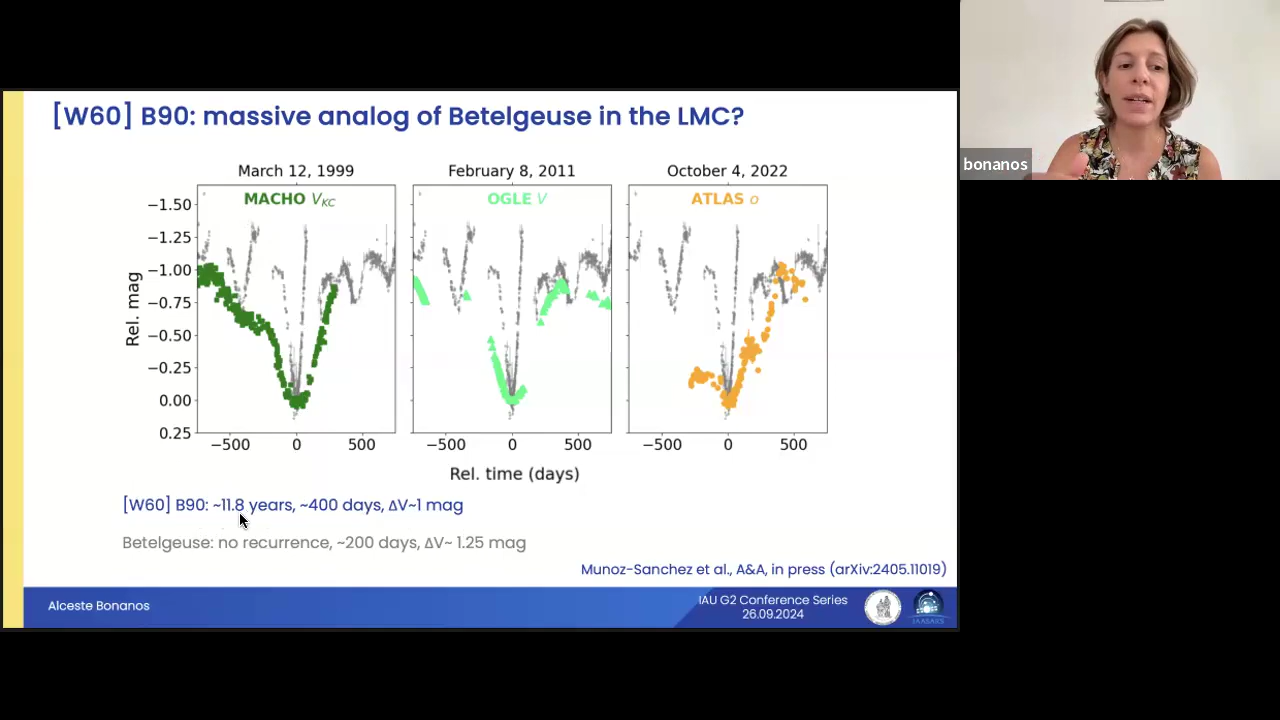 [W60] B90: massive analog of Betelgeuse in the LMC?
bonanos
March 12, 1999
February 8, 2011
October 4, 2022
MACHO VKC
OGLE V
ATLAS o
−1.50
−1.25
−1.00
−0.75
−0.50
−0.25
0.00
0.25
Rel. mag
−500 0 500
−500 0 500
−500 0 500
Rel. time (days)
[W60] B90: ~11.8 years, ~400 days, ΔV~1 mag
Betelgeuse: no recurrence, ~200 days, ΔV~ 1.25 mag
Munoz-Sanchez et al., A&A, in press (arXiv:2405.11019)
Alceste Bonanos
IAU G2 Conference Series
26.09.2024
IAASARS